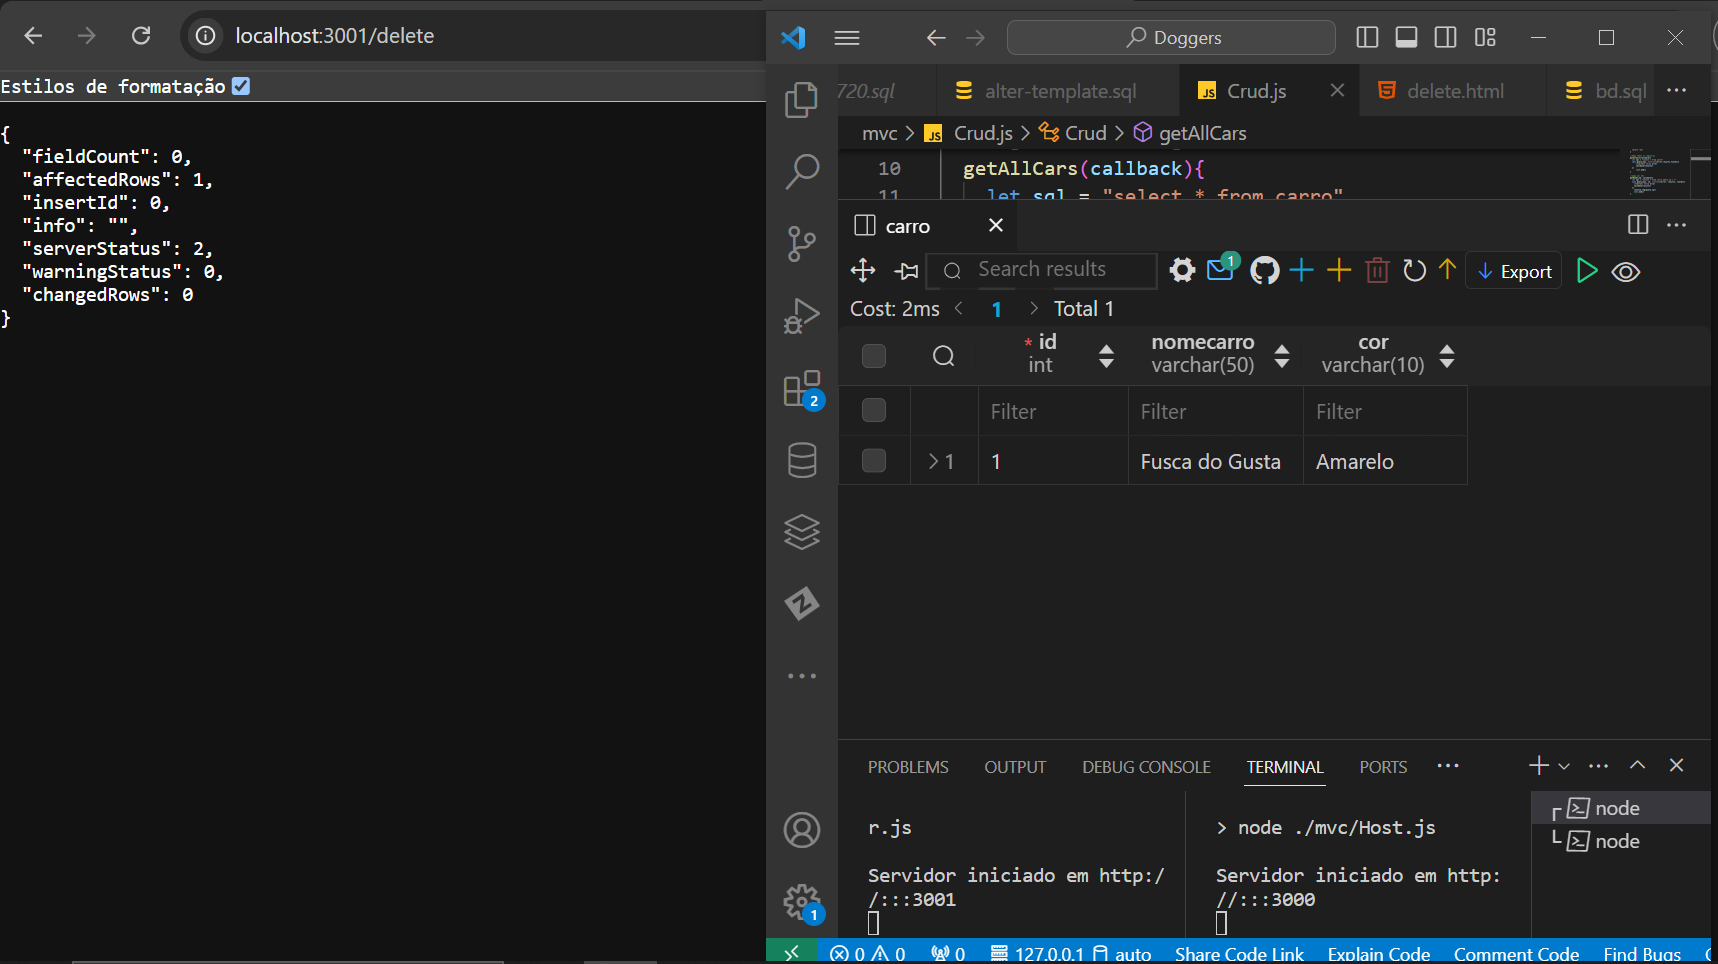 localhost:3001/delete
Estilos de formatação
{
"fieldCount": 0,
"affectedRows": 1,
"insertId": 0,
"info": "",
"serverStatus": 2,
"warningStatus": 0,
"changedRows": 0
}
Doggers
720.sql
alter-template.sql
JS Crud.js
delete.html
bd.sql
mvc > JS Crud.js > Crud > getAllCars
10 getAllCars(callback){
11 let sql = "select * from carro"
carro
Search results
1
Export
Cost: 2ms < 1 > Total 1
* id
int
nomecarro
varchar(50)
cor
varchar(10)
Filter Filter Filter
> 1 1 Fusca do Gusta Amarelo
2
PROBLEMS OUTPUT DEBUG CONSOLE TERMINAL PORTS
r.js
Servidor iniciado em http:/
/:::3001
> node ./mvc/Host.js
Servidor iniciado em http:
//:::3000
node
node
1
0 0 0 127.0.0.1 auto Share Code Link Explain Code Comment Code Find Bugs